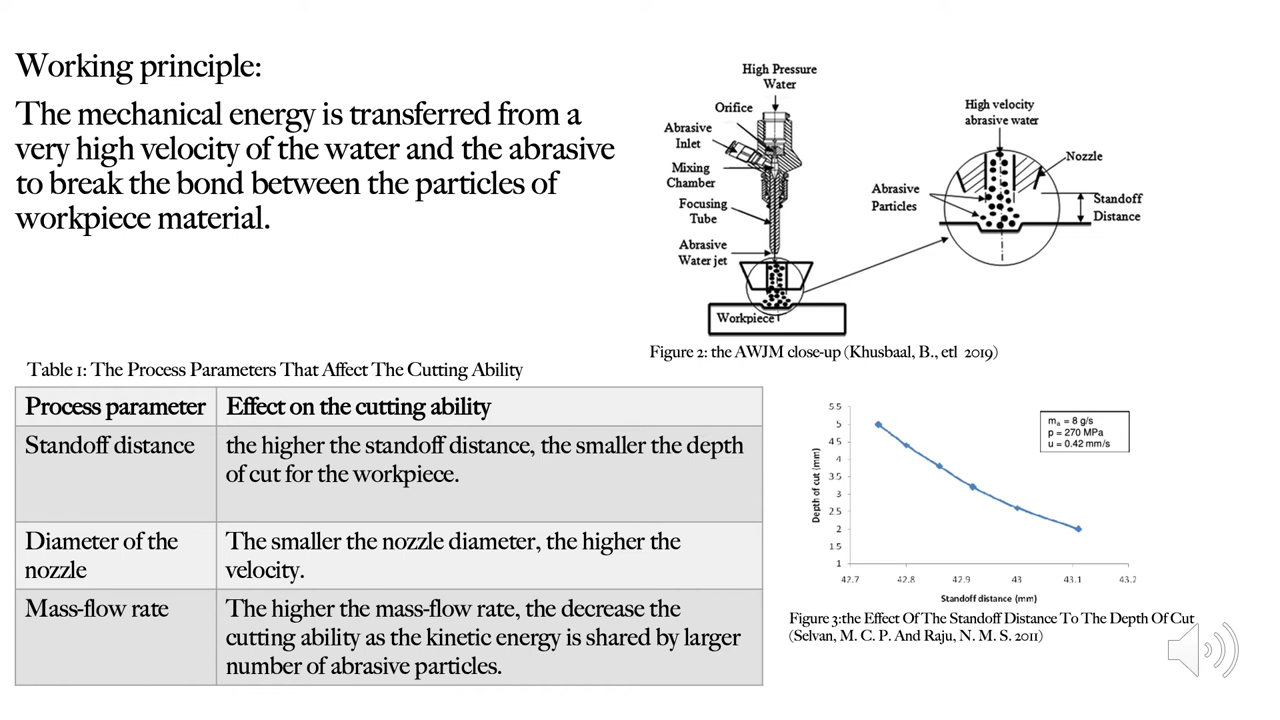 Working principle:
The mechanical energy is transferred from a
very high velocity of the water and the abrasive
to break the bond between the particles of
workpiece material.
High Pressure
Water
Orifice
Abrasive
Inlet
Mixing
Chamber
Focusing
Tube
Abrasive
Water jet
Workpiece
High velocity
abrasive water
Nozzle
Abrasive
Particles
Standoff
Distance
Figure 2: the AWJM close-up (Khusbaal, B., etl 2019)
Table 1: The Process Parameters That Affect The Cutting Ability
Process parameter
Effect on the cutting ability
Standoff distance
the higher the standoff distance, the smaller the depth
of cut for the workpiece.
Diameter of the
nozzle
The smaller the nozzle diameter, the higher the
velocity.
Mass-flow rate
The higher the mass-flow rate, the decrease the
cutting ability as the kinetic energy is shared by larger
number of abrasive particles.
5.5
5
4.5
4
3.5
3
2.5
2
1.5
1
Depth of cut (mm)
mₐ = 8 g/s
p = 270 MPa
u = 0.42 mm/s
42.7 42.8 42.9 43 43.1 43.2
Standoff distance (mm)
Figure 3:the Effect Of The Standoff Distance To The Depth Of Cut
(Selvan, M. C. P. And Raju, N. M. S. 2011)